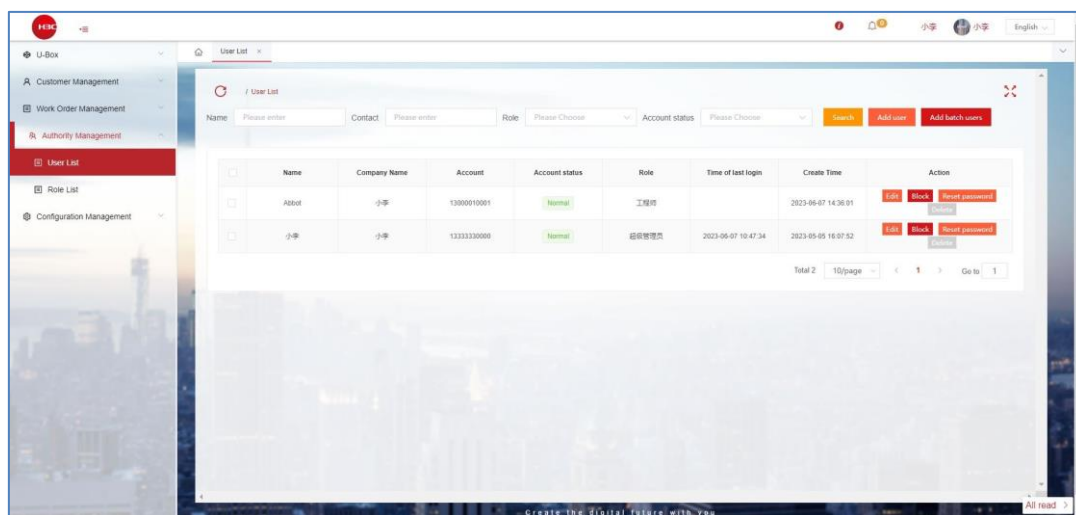 H3C
0
小李
小李
English
U-Box
Customer Management
Work Order Management
Authority Management
User List
Role List
Configuration Management
User List ×
/ User List
Name Please enter Contact Please enter Role Please Choose Account status Please Choose Search Add user Add batch users
Name Company Name Account Account status Role Time of last login Create Time Action
Abbot 小李 13000010001 Normal 工程师 2023-06-07 14:36:01 Edit Block Reset password Delete
小李 小李 13333330000 Normal 超级管理员 2023-06-07 10:47:34 2023-05-05 16:07:52 Edit Block Reset password Delete
Total 2 10/page < 1 > Go to 1
Create the digital future with you
All read >